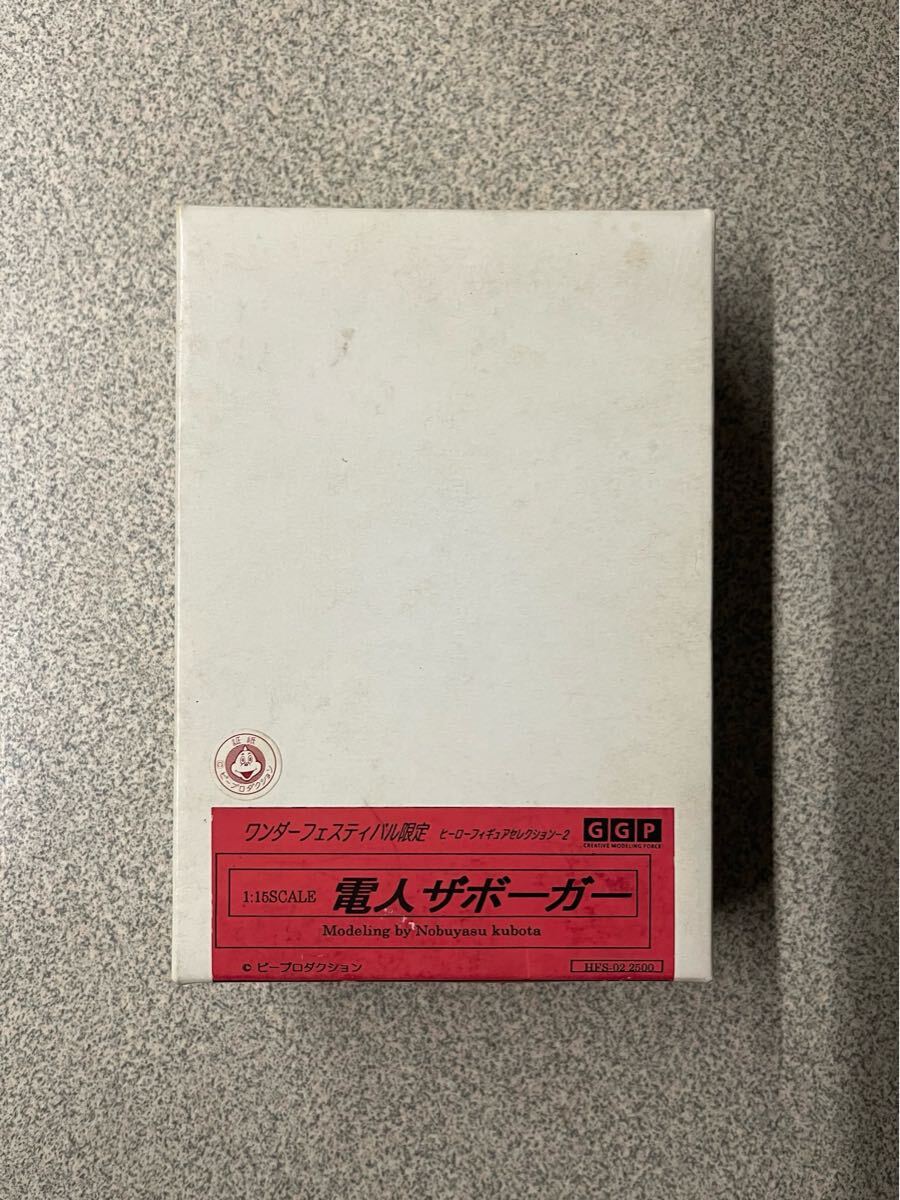 証紙
© ピープロダクション
ワンダーフェスティバル限定 ヒーローフィギュアセレクション-2 GGP
CREATIVE MODELING FORCE
1:15SCALE 電人ザボーガー
Modeling by Nobuyasu kubota
© ピープロダクション HFS-02 2500